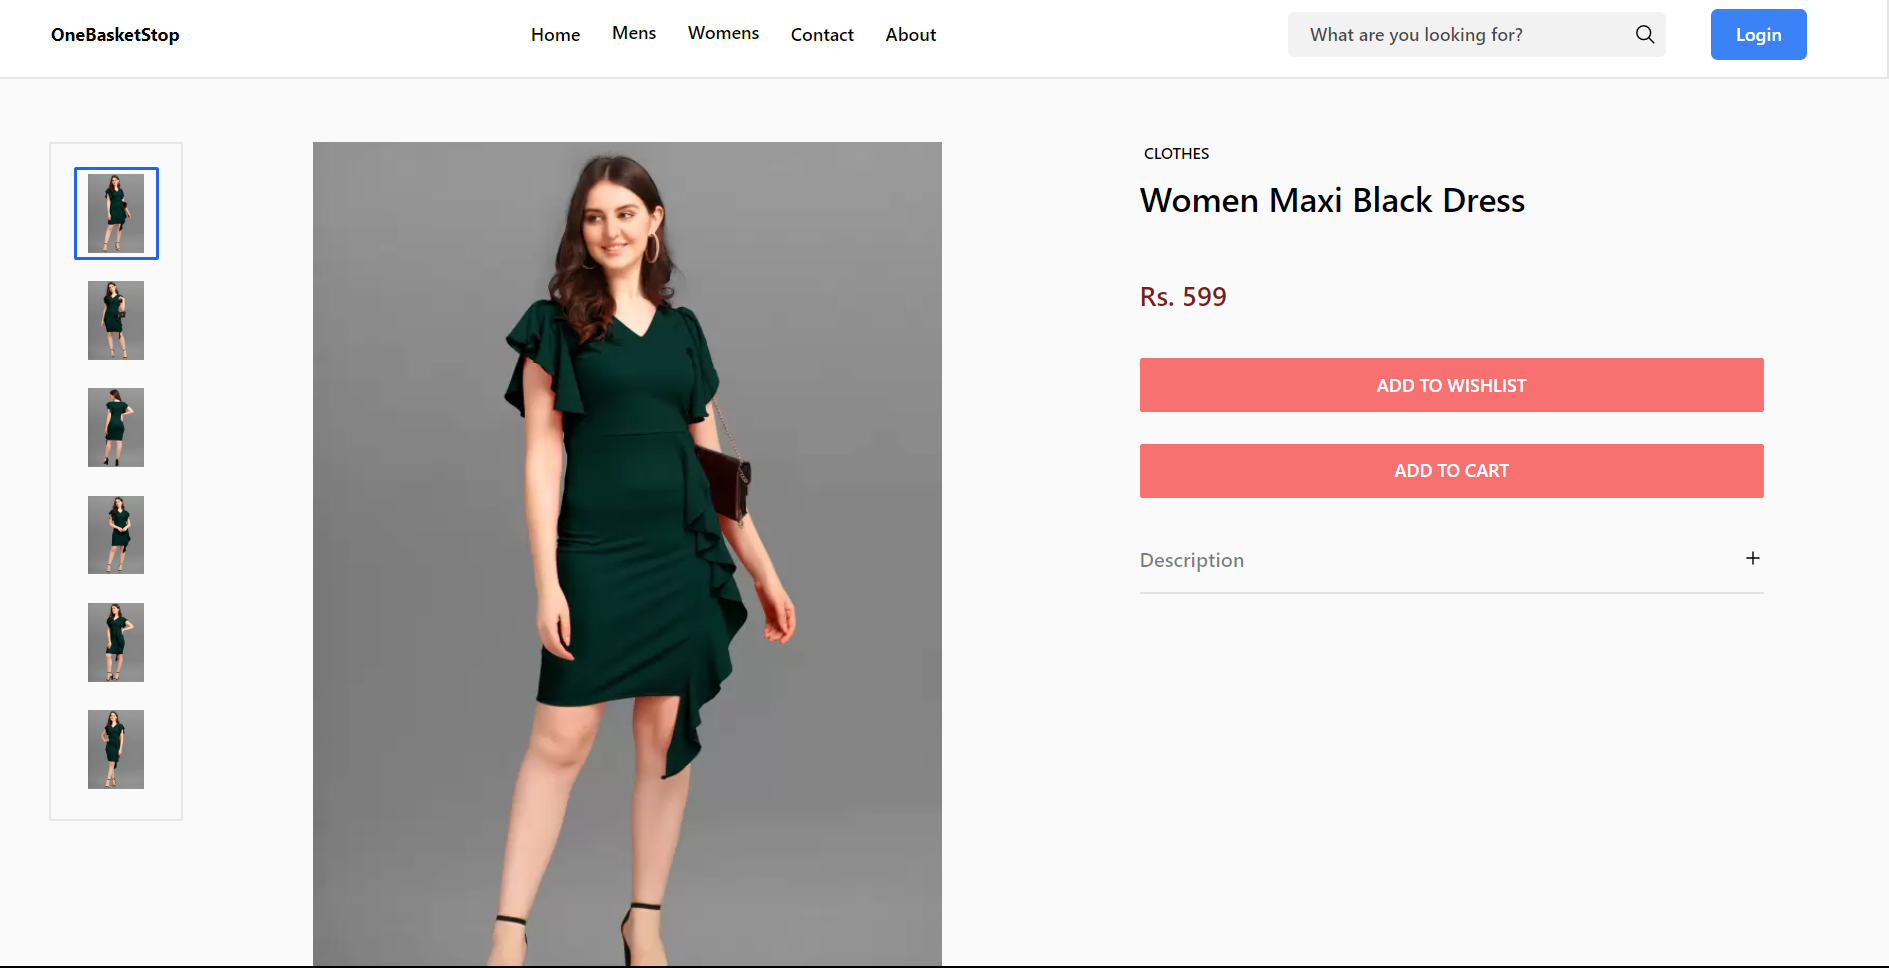 OneBasketStop
Home Mens Womens Contact About
What are you looking for?
Login
CLOTHES
Women Maxi Black Dress
Rs. 599
ADD TO WISHLIST
ADD TO CART
Description +